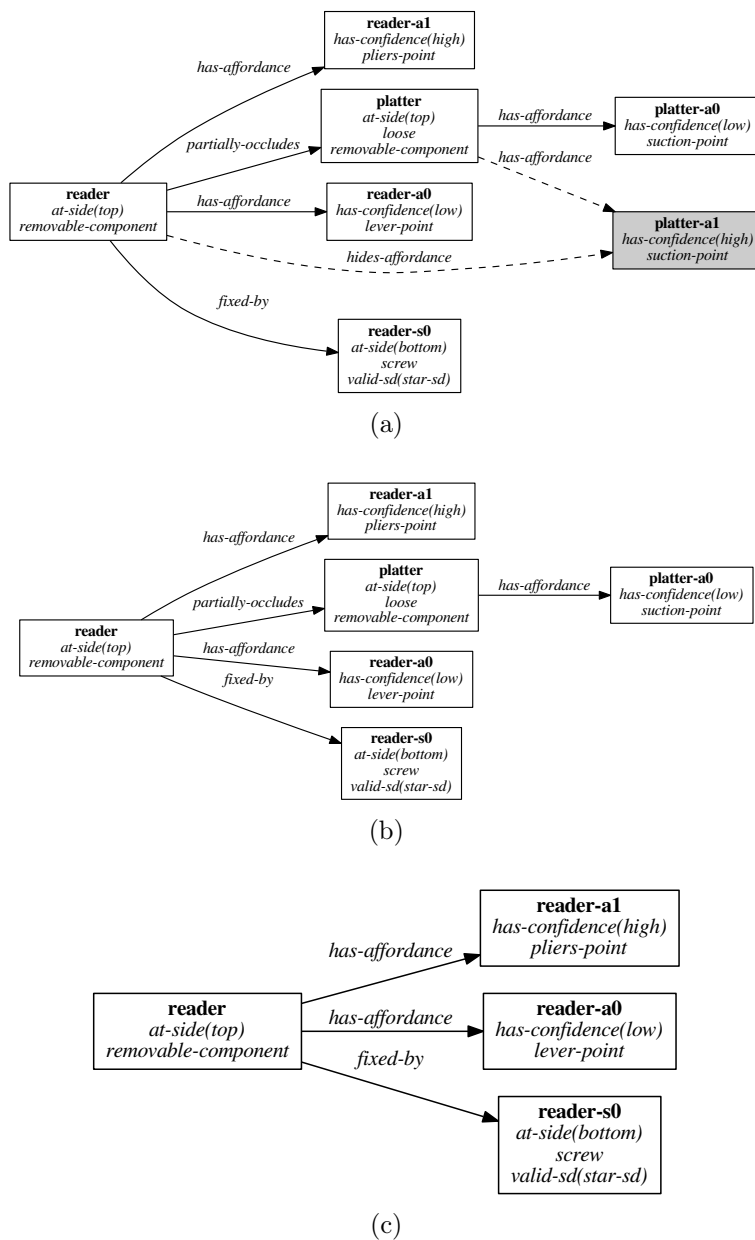 reader-a1
has-confidence(high)
pliers-point
has-affordance
platter
at-side(top)
loose
removable-component
has-affordance
platter-a0
has-confidence(low)
suction-point
partially-occludes
has-affordance
reader
at-side(top)
removable-component
has-affordance
reader-a0
has-confidence(low)
lever-point
platter-a1
has-confidence(high)
suction-point
hides-affordance
fixed-by
reader-s0
at-side(bottom)
screw
valid-sd(star-sd)
(a)
reader-a1
has-confidence(high)
pliers-point
has-affordance
platter
at-side(top)
loose
removable-component
has-affordance
platter-a0
has-confidence(low)
suction-point
partially-occludes
reader
at-side(top)
removable-component
has-affordance
reader-a0
has-confidence(low)
lever-point
fixed-by
reader-s0
at-side(bottom)
screw
valid-sd(star-sd)
(b)
reader-a1
has-confidence(high)
pliers-point
has-affordance
reader
at-side(top)
removable-component
has-affordance
reader-a0
has-confidence(low)
lever-point
fixed-by
reader-s0
at-side(bottom)
screw
valid-sd(star-sd)
(c)